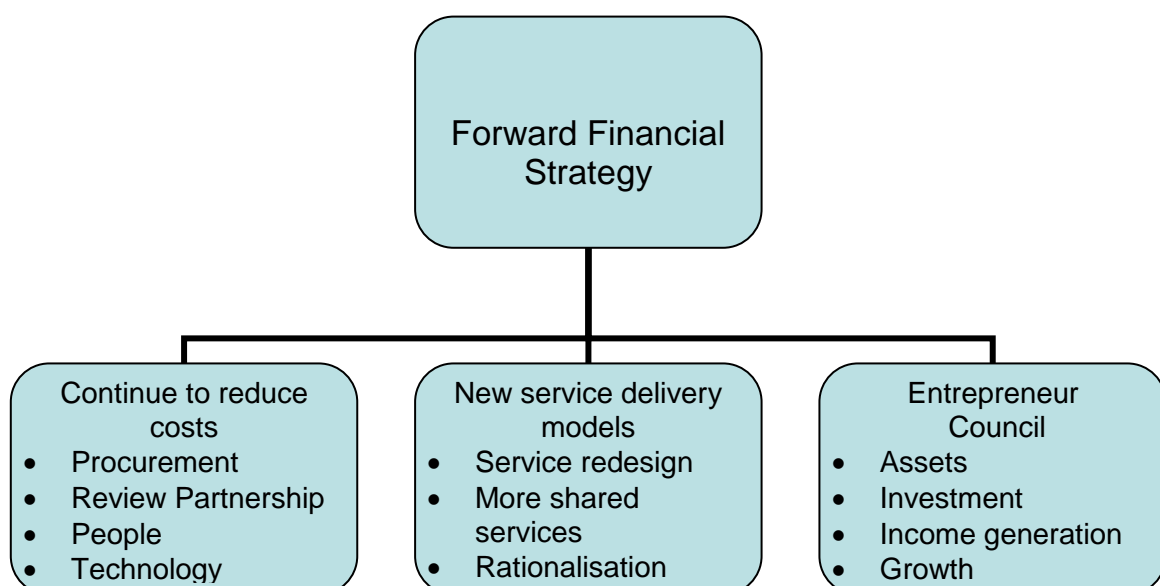 Forward Financial
Strategy
Continue to reduce
costs
• Procurement
• Review Partnership
• People
• Technology
New service delivery
models
• Service redesign
• More shared
services
• Rationalisation
Entrepreneur
Council
• Assets
• Investment
• Income generation
• Growth